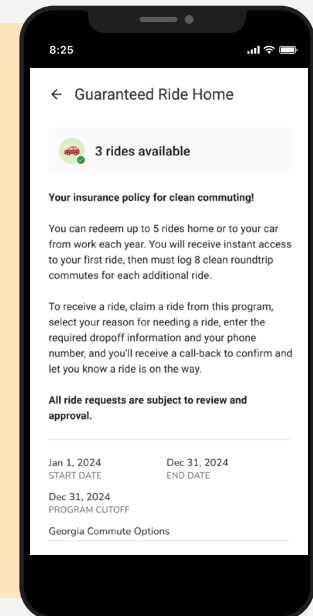 8:25
← Guaranteed Ride Home
3 rides available
Your insurance policy for clean commuting!
You can redeem up to 5 rides home or to your car
from work each year. You will receive instant access
to your first ride, then must log 8 clean roundtrip
commutes for each additional ride.
To receive a ride, claim a ride from this program,
select your reason for needing a ride, enter the
required dropoff information and your phone
number, and you'll receive a call-back to confirm and
let you know a ride is on the way.
All ride requests are subject to review and
approval.
Jan 1, 2024 Dec 31, 2024
START DATE END DATE
Dec 31, 2024
PROGRAM CUTOFF
Georgia Commute Options